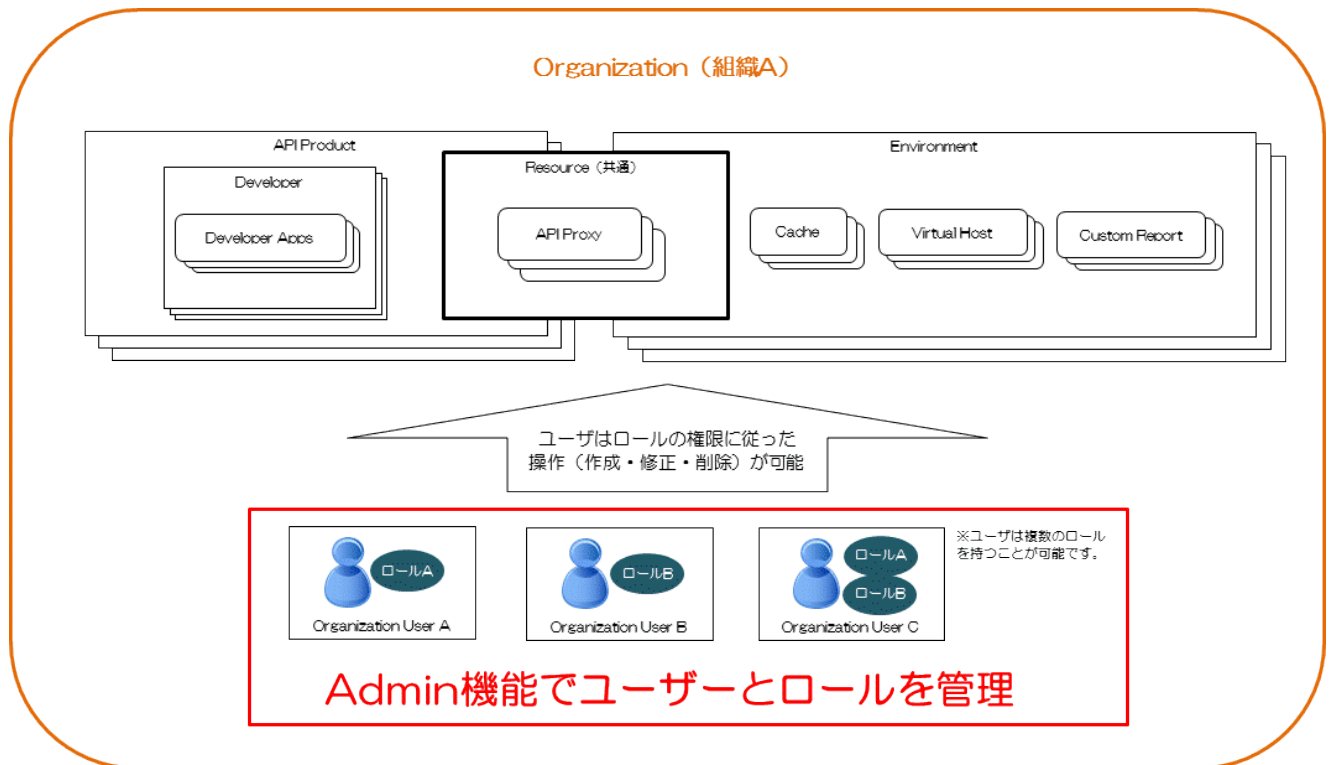 Organization（組織A）
API Product
Developer
Developer Apps
Resource（共通）
API Proxy
Environment
Cache
Virtual Host
Custom Report
ユーザはロールの権限に従った
操作（作成・修正・削除）が可能
ロールA
Organization User A
ロールB
Organization User B
ロールA
ロールB
Organization User C
※ユーザは複数のロール
を持つことが可能です。
Admin機能でユーザーとロールを管理